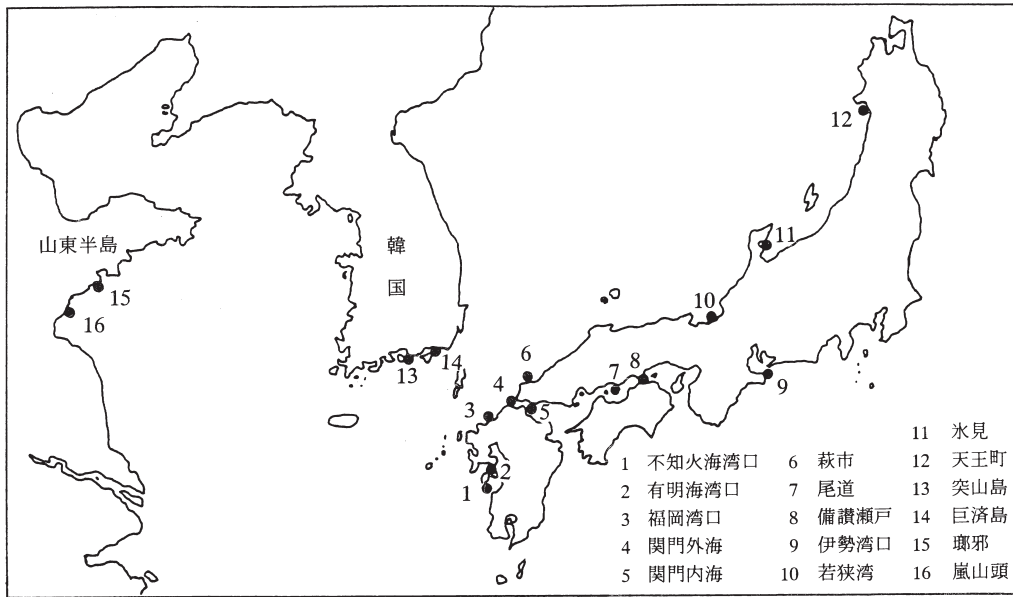 山東半島
韓国
1
2
3
4
5
6
7
8
9
10
11
12
13
14
15
16
1 不知火海湾口
2 有明海湾口
3 福岡湾口
4 関門外海
5 関門内海
6 萩市
7 尾道
8 備讃瀬戸
9 伊勢湾口
10 若狭湾
11 氷見
12 天王町
13 突山島
14 巨済島
15 瑯邪
16 嵐山頭